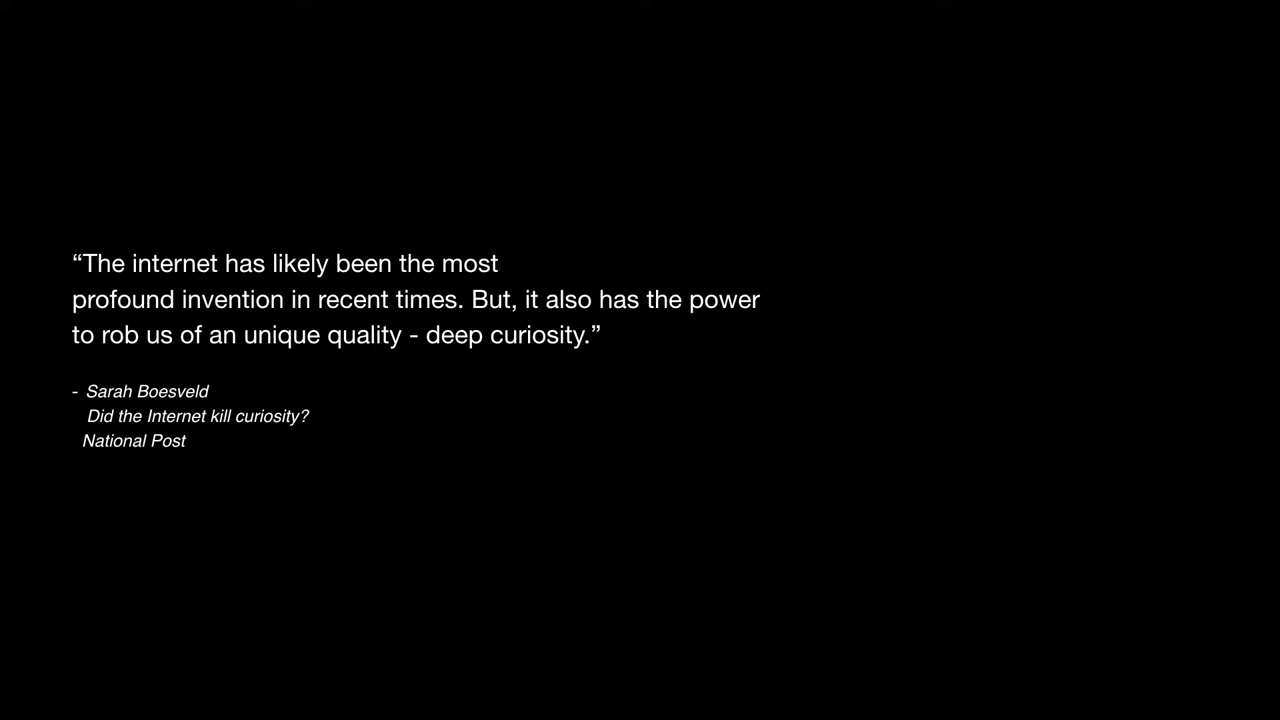 “The internet has likely been the most
profound invention in recent times. But, it also has the power
to rob us of an unique quality - deep curiosity.”
- Sarah Boesveld
Did the Internet kill curiosity?
National Post